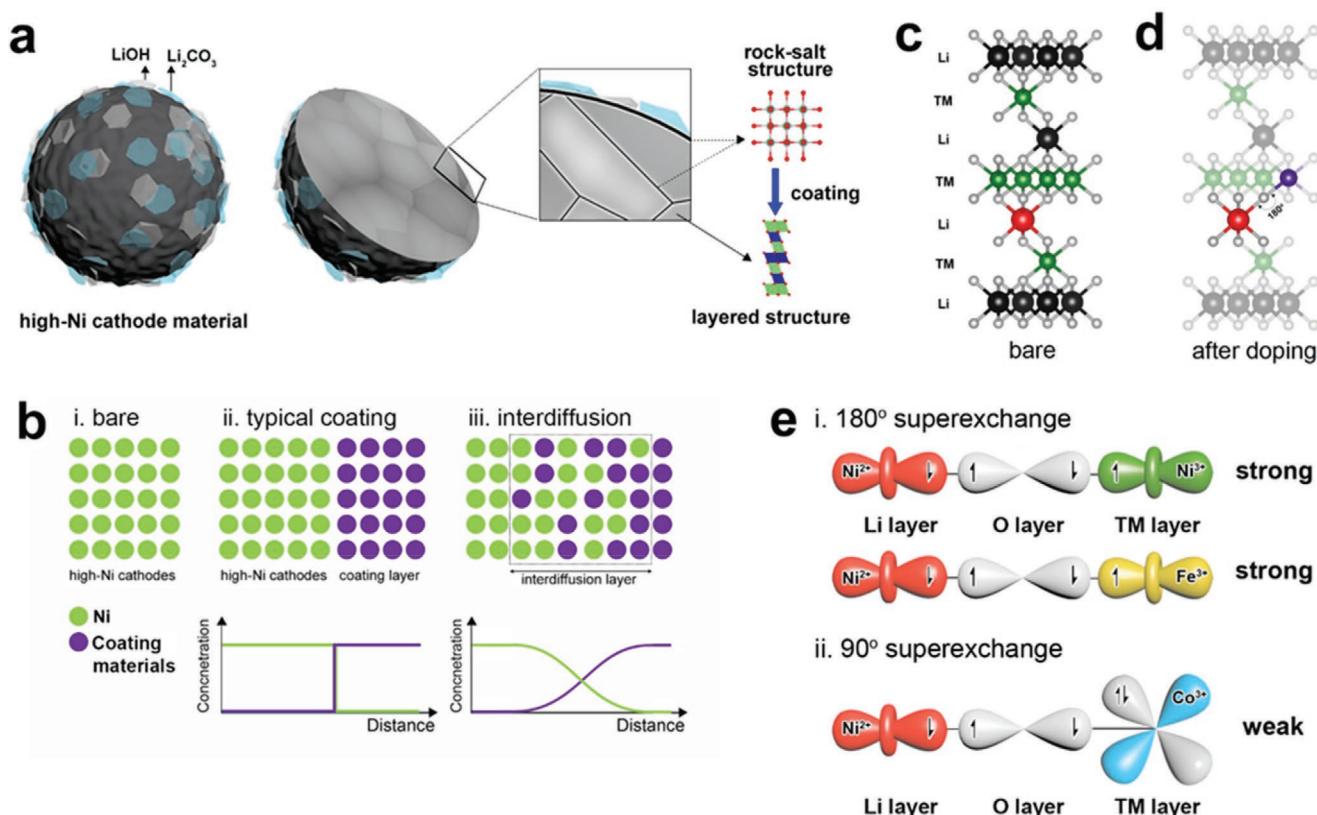 a
LiOH
Li2CO3
high-Ni cathode material
rock-salt
structure
coating
layered structure
b
i. bare
high-Ni cathodes
ii. typical coating
high-Ni cathodes
coating layer
iii. interdiffusion
interdiffusion layer
Ni
Coating
materials
Concnetration
Distance
Concnetration
Distance
c
Li
TM
Li
TM
Li
TM
Li
bare
d
180°
after doping
e
i. 180° superexchange
Ni2+
Ni3+
strong
Li layer
O layer
TM layer
Ni2+
Fe3+
strong
ii. 90° superexchange
Ni2+
Co3+
weak
Li layer
O layer
TM layer